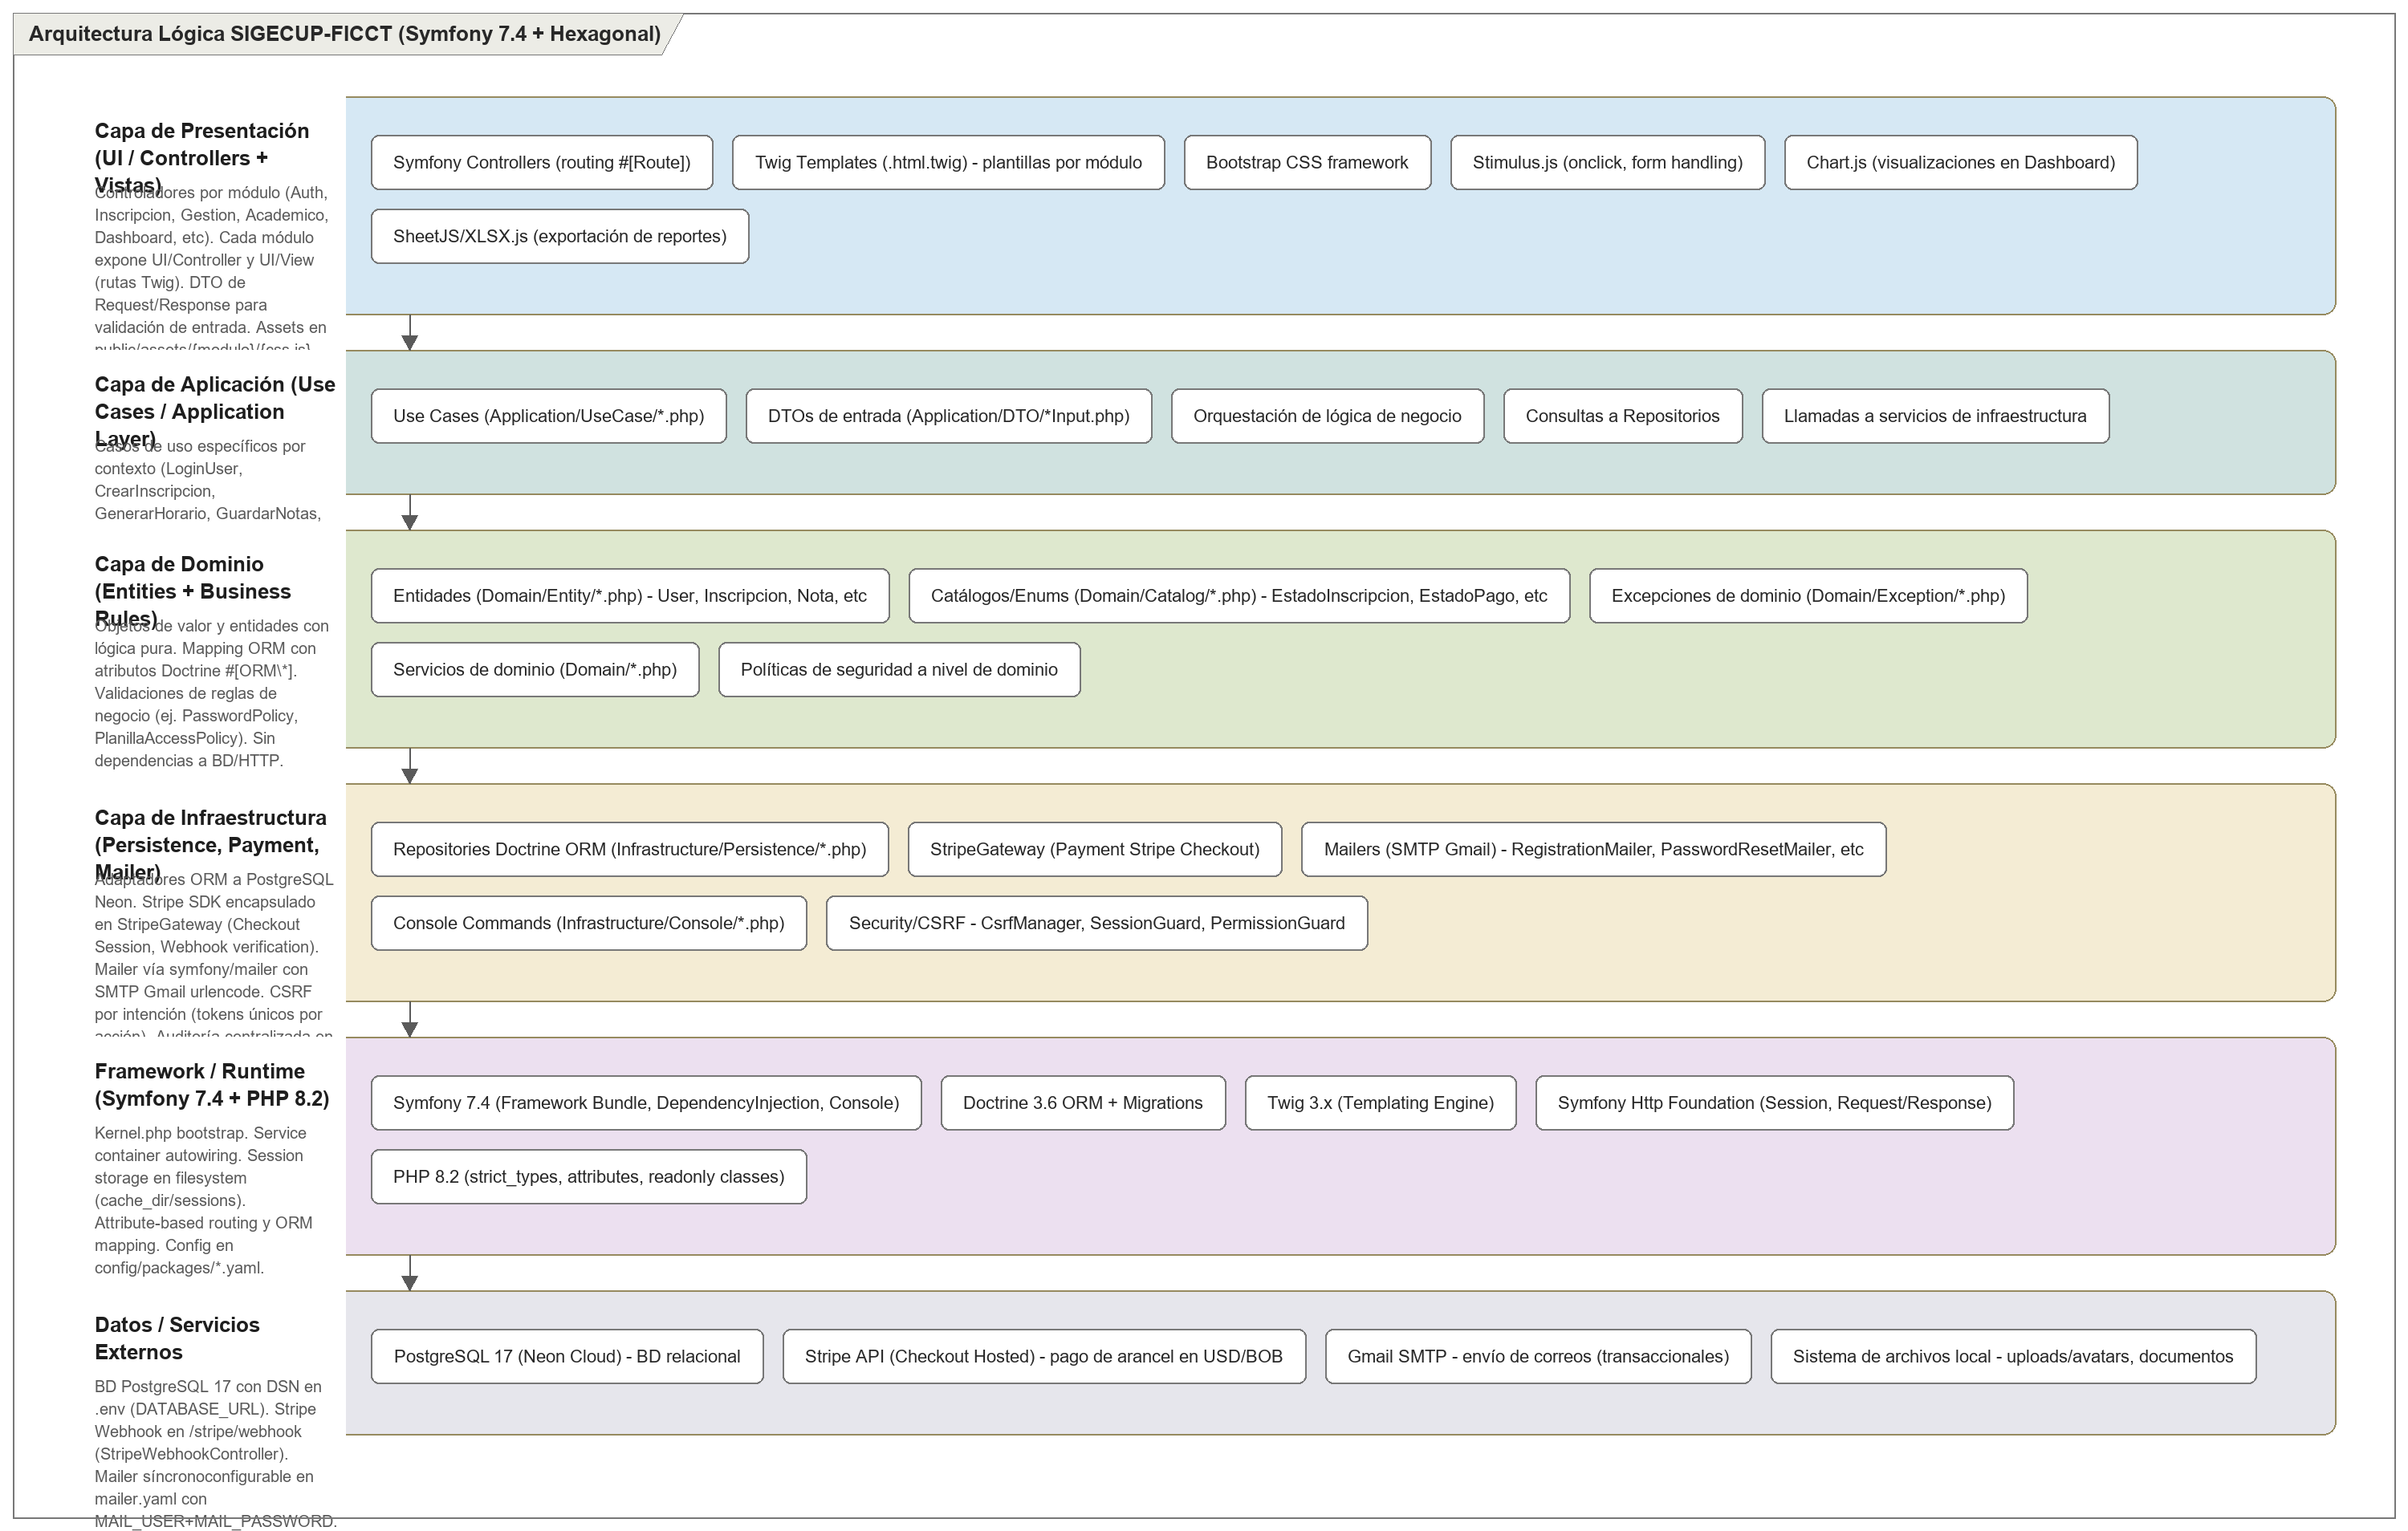 Arquitectura Lógica SIGECUP-FICCT (Symfony 7.4 + Hexagonal)
Capa de Presentación
(UI / Controllers +
Vistas)
Controladores por módulo (Auth,
Inscripcion, Gestion, Academico,
Dashboard, etc). Cada módulo
expone UI/Controller y UI/View
(rutas Twig). DTO de
Request/Response para
validación de entrada. Assets en
public/assets/{modulo}/{css,js}
Symfony Controllers (routing #[Route])
Twig Templates (.html.twig) - plantillas por módulo
Bootstrap CSS framework
Stimulus.js (onclick, form handling)
Chart.js (visualizaciones en Dashboard)
SheetJS/XLSX.js (exportación de reportes)
Capa de Aplicación (Use
Cases / Application
Layer)
Casos de uso específicos por
contexto (LoginUser,
CrearInscripcion,
GenerarHorario, GuardarNotas,
Use Cases (Application/UseCase/*.php)
DTOs de entrada (Application/DTO/*Input.php)
Orquestación de lógica de negocio
Consultas a Repositorios
Llamadas a servicios de infraestructura
Capa de Dominio
(Entities + Business
Rules)
Objetos de valor y entidades con
lógica pura. Mapping ORM con
atributos Doctrine #[ORM\*].
Validaciones de reglas de
negocio (ej. PasswordPolicy,
PlanillaAccessPolicy). Sin
dependencias a BD/HTTP.
Entidades (Domain/Entity/*.php) - User, Inscripcion, Nota, etc
Catálogos/Enums (Domain/Catalog/*.php) - EstadoInscripcion, EstadoPago, etc
Excepciones de dominio (Domain/Exception/*.php)
Servicios de dominio (Domain/*.php)
Políticas de seguridad a nivel de dominio
Capa de Infraestructura
(Persistence, Payment,
Mailer)
Adaptadores ORM a PostgreSQL
Neon. Stripe SDK encapsulado
en StripeGateway (Checkout
Session, Webhook verification).
Mailer vía symfony/mailer con
SMTP Gmail urlencode. CSRF
por intención (tokens únicos por
acción). Auditoría centralizada en
Repositories Doctrine ORM (Infrastructure/Persistence/*.php)
StripeGateway (Payment Stripe Checkout)
Mailers (SMTP Gmail) - RegistrationMailer, PasswordResetMailer, etc
Console Commands (Infrastructure/Console/*.php)
Security/CSRF - CsrfManager, SessionGuard, PermissionGuard
Framework / Runtime
(Symfony 7.4 + PHP 8.2)
Kernel.php bootstrap. Service
container autowiring. Session
storage en filesystem
(cache_dir/sessions).
Attribute-based routing y ORM
mapping. Config en
config/packages/*.yaml.
Symfony 7.4 (Framework Bundle, DependencyInjection, Console)
Doctrine 3.6 ORM + Migrations
Twig 3.x (Templating Engine)
Symfony Http Foundation (Session, Request/Response)
PHP 8.2 (strict_types, attributes, readonly classes)
Datos / Servicios
Externos
BD PostgreSQL 17 con DSN en
.env (DATABASE_URL). Stripe
Webhook en /stripe/webhook
(StripeWebhookController).
Mailer síncronoconfigurable en
mailer.yaml con
MAIL_USER+MAIL_PASSWORD.
PostgreSQL 17 (Neon Cloud) - BD relacional
Stripe API (Checkout Hosted) - pago de arancel en USD/BOB
Gmail SMTP - envío de correos (transaccionales)
Sistema de archivos local - uploads/avatars, documentos